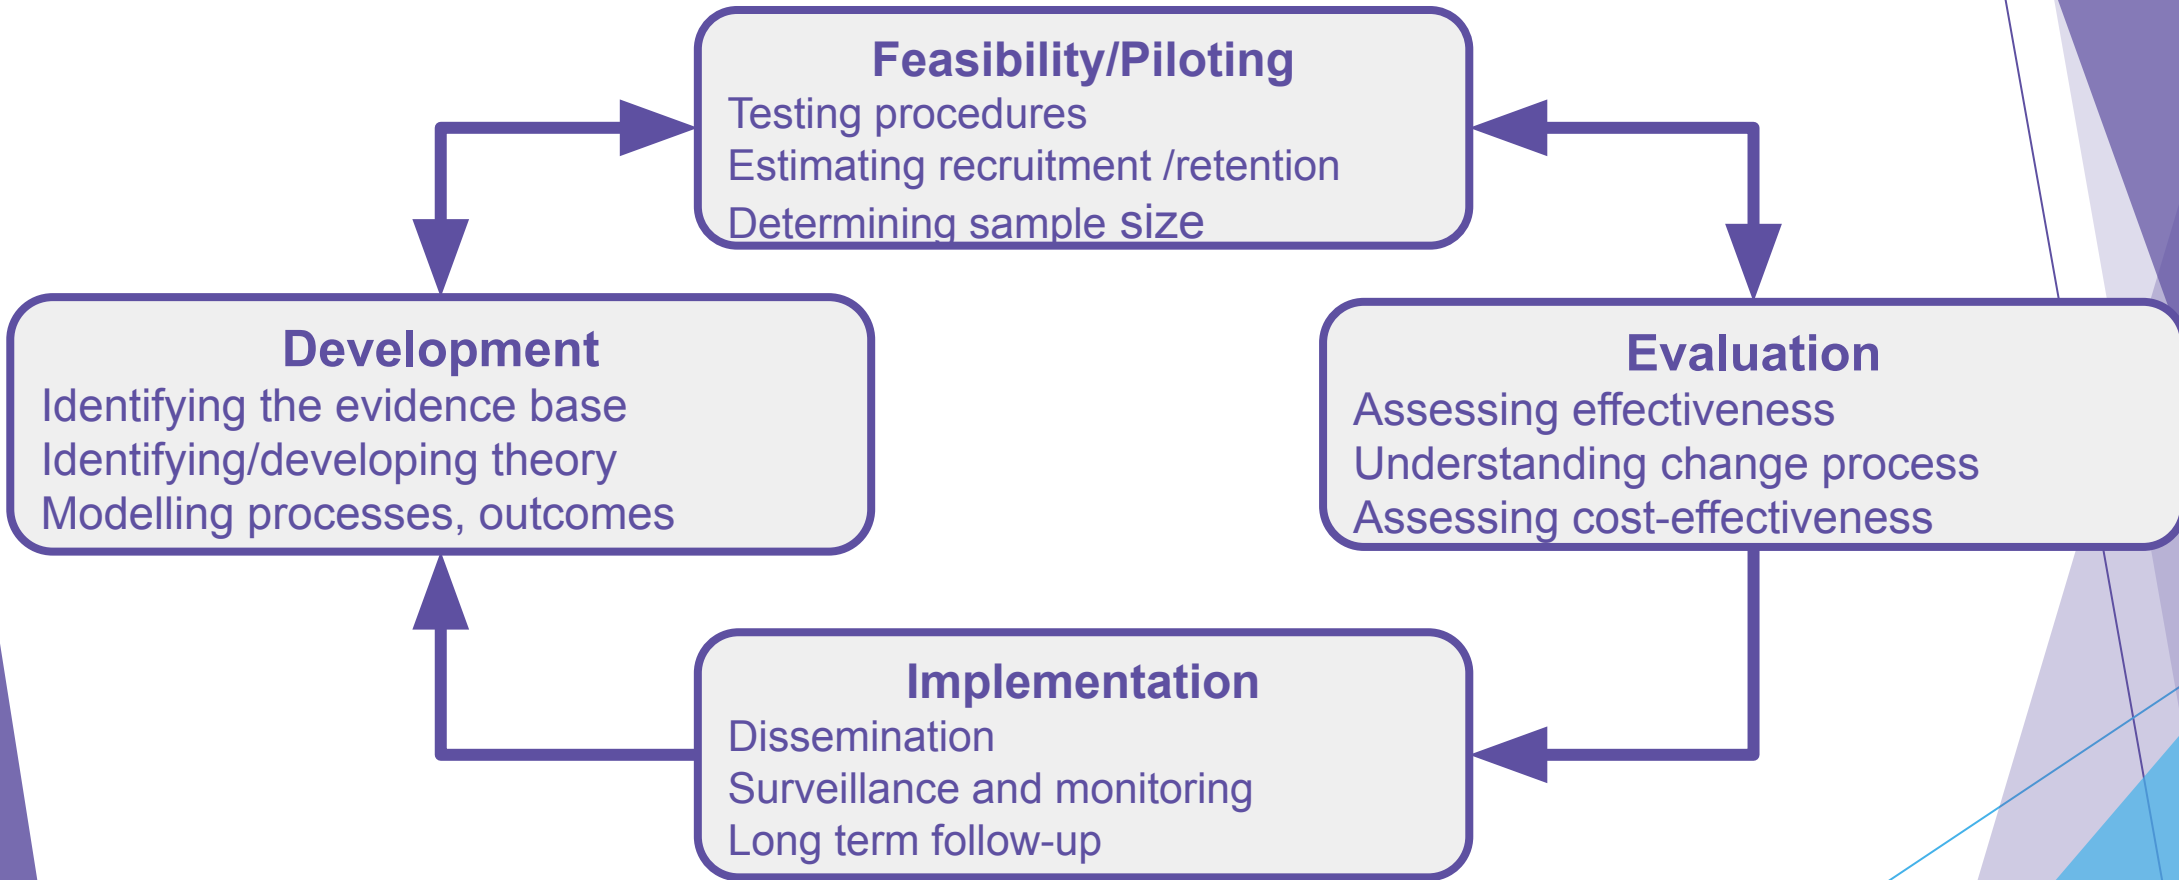 Feasibility/Piloting
Testing procedures
Estimating recruitment /retention
Determining sample size
Development
Identifying the evidence base
Identifying/developing theory
Modelling processes, outcomes
Evaluation
Assessing effectiveness
Understanding change process
Assessing cost-effectiveness
Implementation
Dissemination
Surveillance and monitoring
Long term follow-up